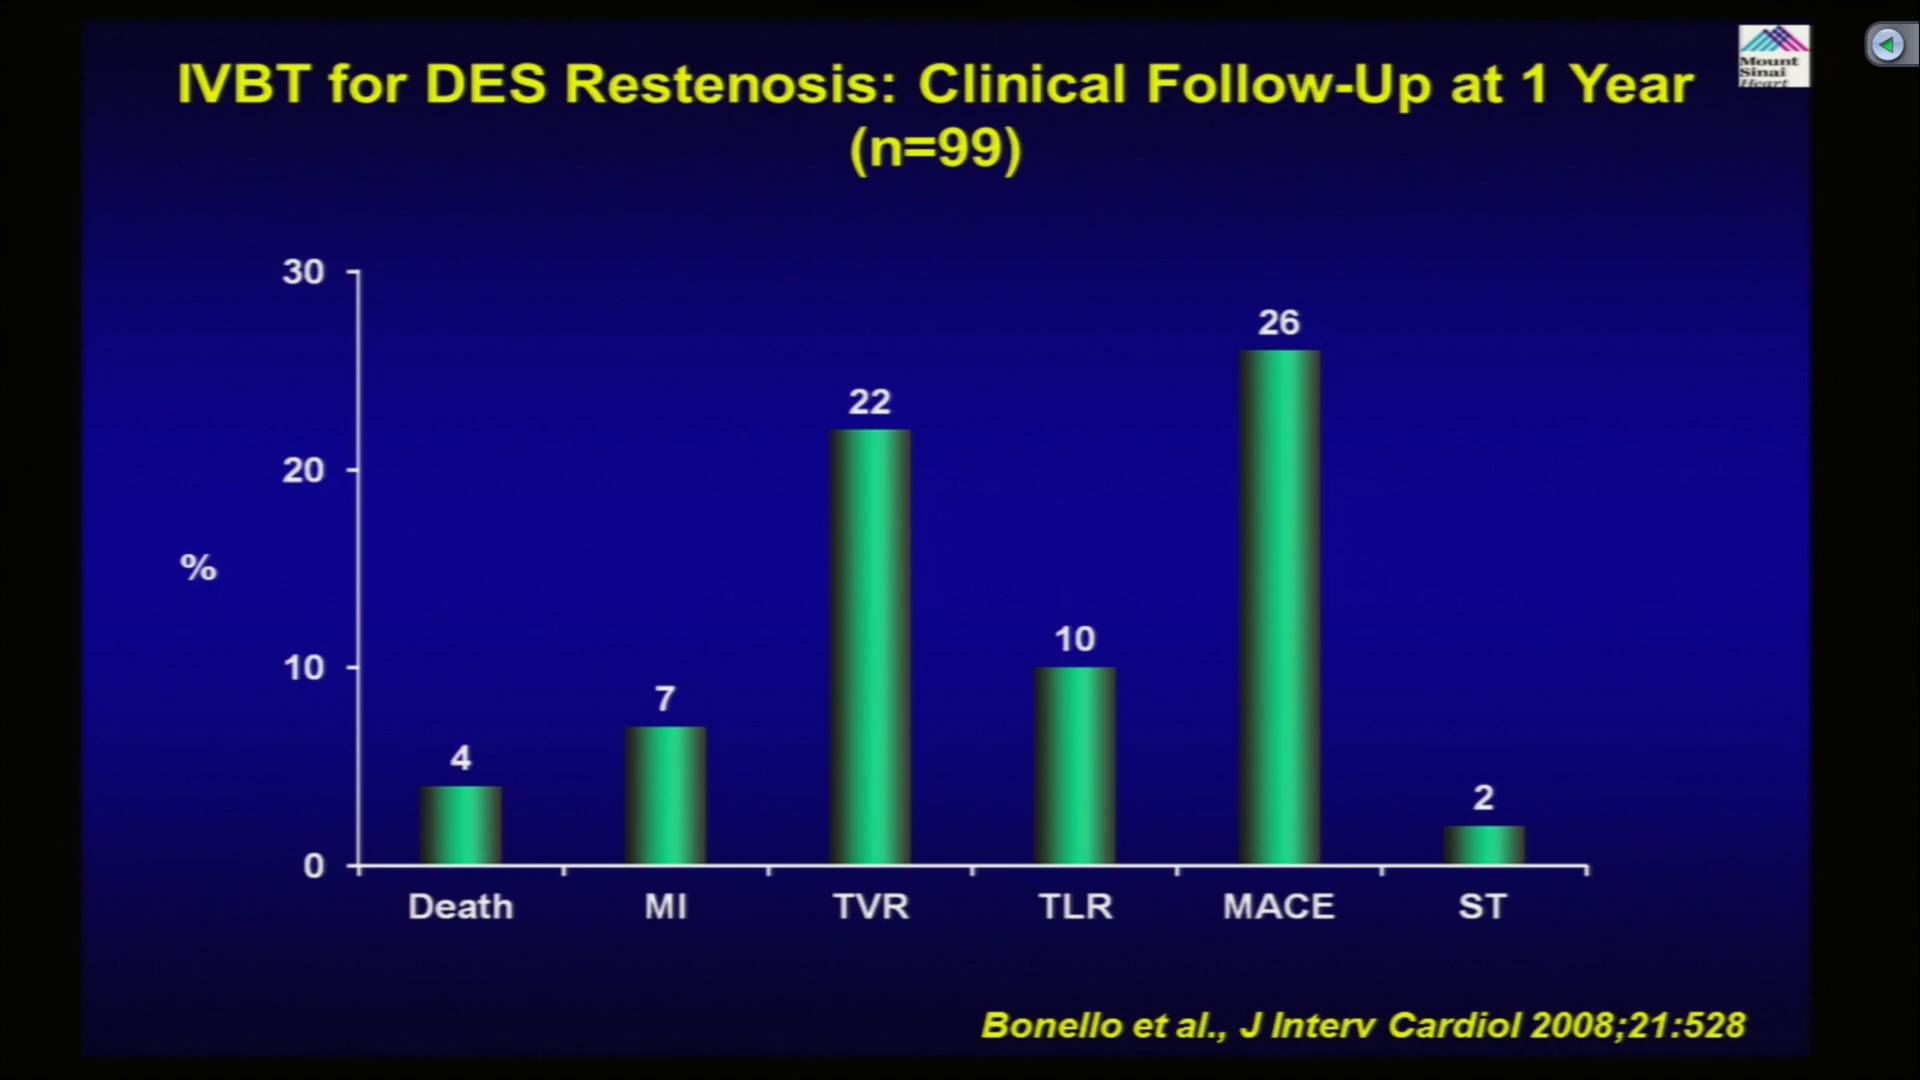 IVBT for DES Restenosis: Clinical Follow-Up at 1 Year
(n=99)
Mount
Sinai
Heart
30
20
10
0
%
4
7
22
10
26
2
Death MI TVR TLR MACE ST
Bonello et al., J Interv Cardiol 2008;21:528